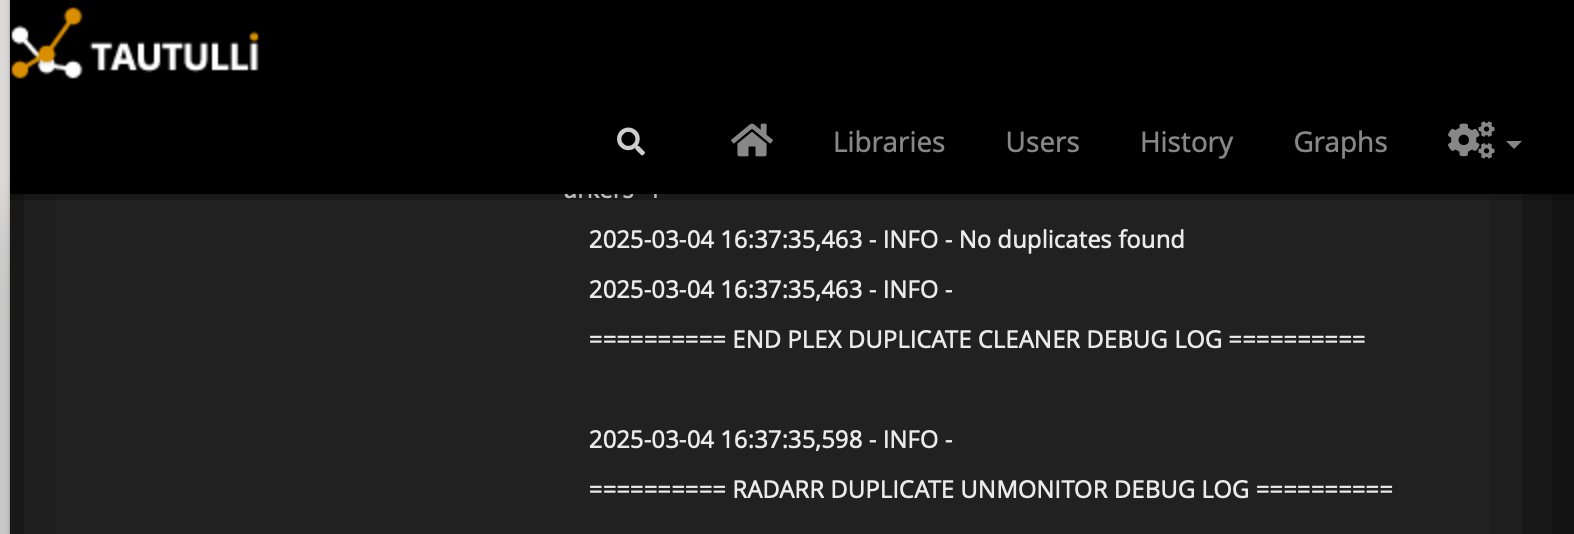 TAUTULLI
Libraries Users History Graphs
2025-03-04 16:37:35,463 - INFO - No duplicates found
2025-03-04 16:37:35,463 - INFO -
========== END PLEX DUPLICATE CLEANER DEBUG LOG ==========
2025-03-04 16:37:35,598 - INFO -
========== RADARR DUPLICATE UNMONITOR DEBUG LOG ==========